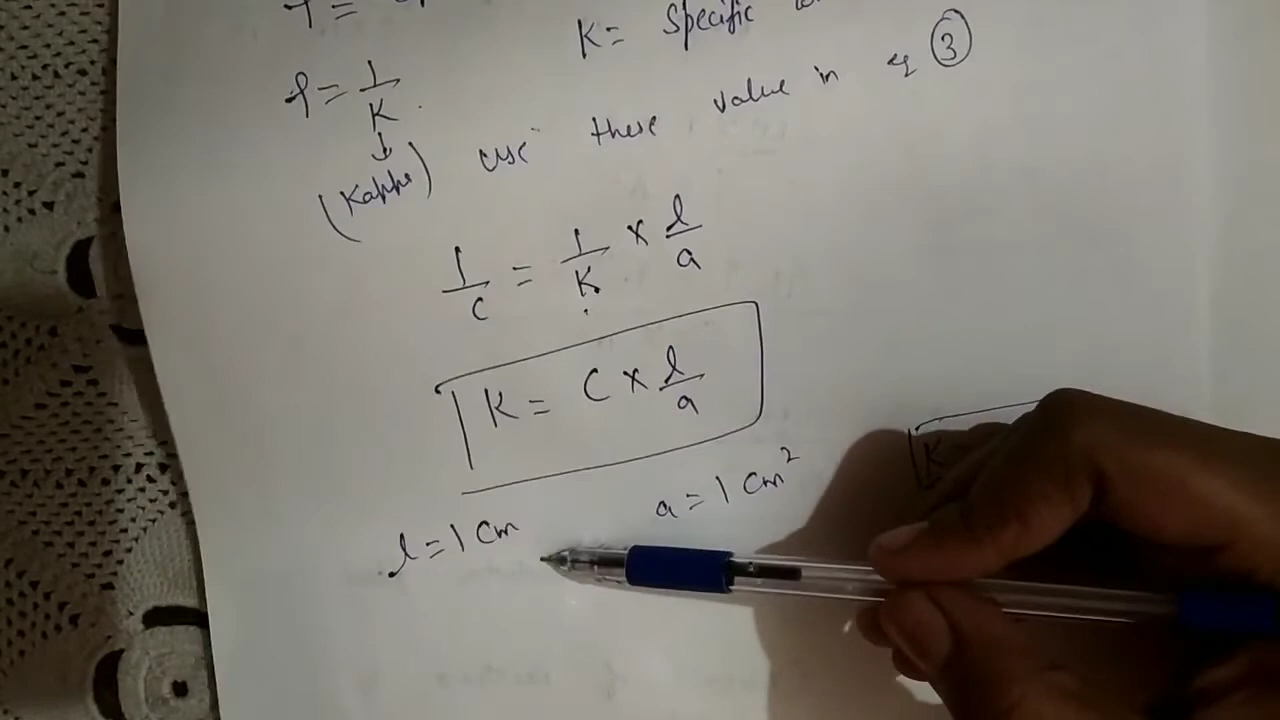 K = Specific
ρ = 1/K
(Kappa) use these value in eq ③
1/C = 1/K × l/a
K = C × l/a
l = 1 cm a = 1 cm²
K